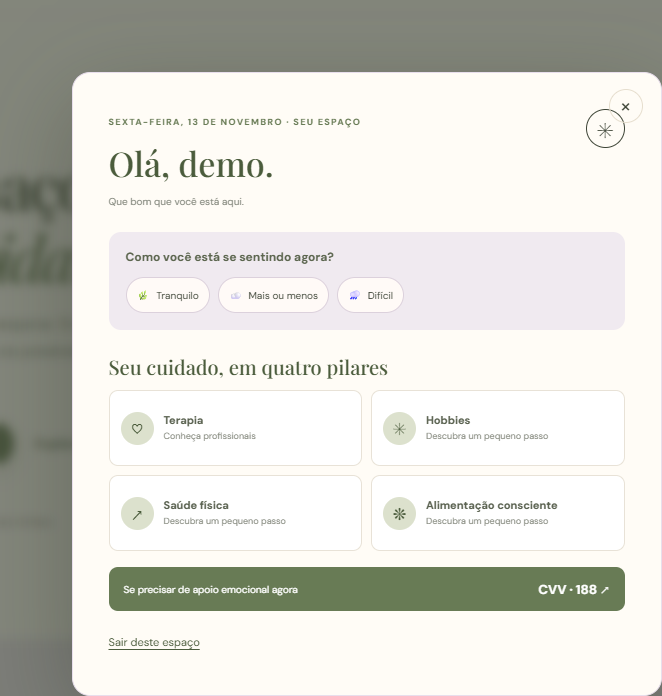 SEXTA-FEIRA, 13 DE NOVEMBRO · SEU ESPAÇO
×
Olá, demo.
Que bom que você está aqui.
Como você está se sentindo agora?
Tranquilo
Mais ou menos
Difícil
Seu cuidado, em quatro pilares
Terapia
Conheça profissionais
Hobbies
Descubra um pequeno passo
Saúde física
Descubra um pequeno passo
Alimentação consciente
Descubra um pequeno passo
Se precisar de apoio emocional agora
CVV · 188 ↗
Sair deste espaço